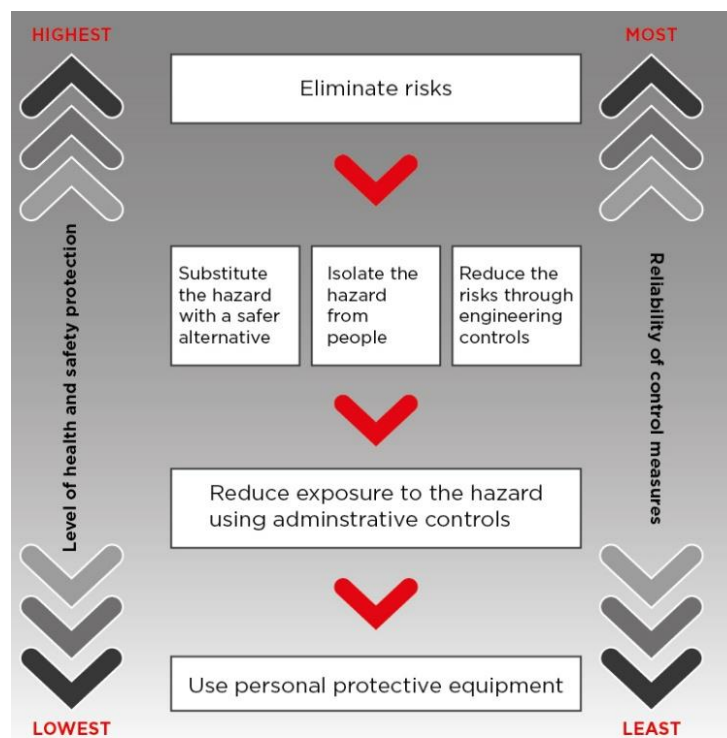 HIGHEST
MOST
Eliminate risks
Level of health and safety protection
Substitute
the hazard
with a safer
alternative
Isolate the
hazard
from
people
Reduce the
risks through
engineering
controls
Reliability of control measures
Reduce exposure to the hazard
using adminstrative controls
Use personal protective equipment
LOWEST
LEAST